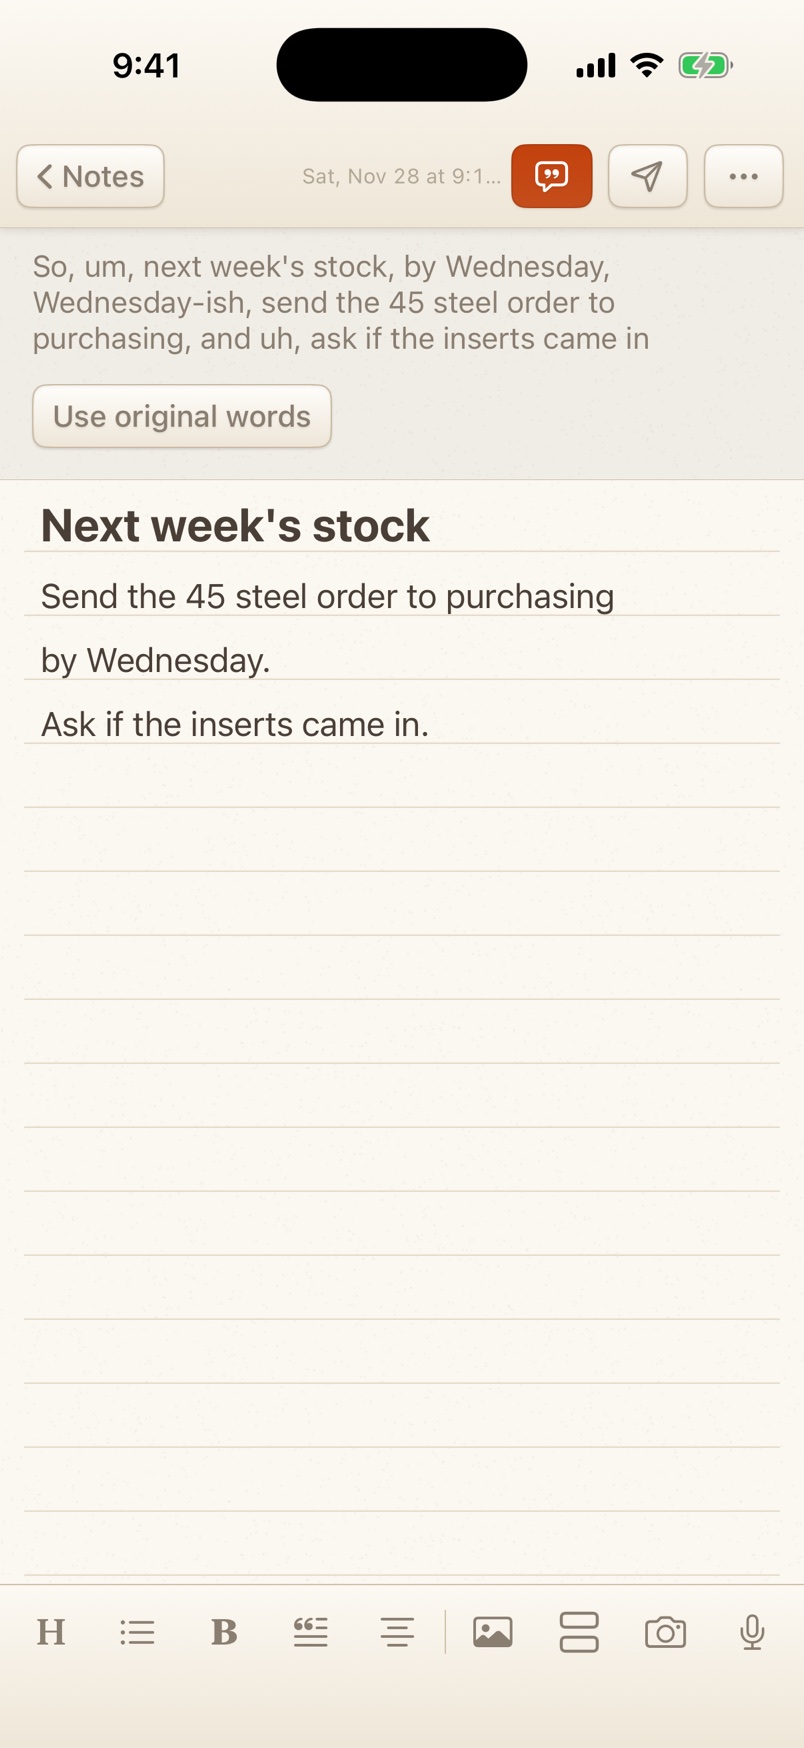 9:41
Notes
Sat, Nov 28 at 9:1...
So, um, next week's stock, by Wednesday,
Wednesday-ish, send the 45 steel order to
purchasing, and uh, ask if the inserts came in
Use original words
Next week's stock
Send the 45 steel order to purchasing
by Wednesday.
Ask if the inserts came in.
H
B